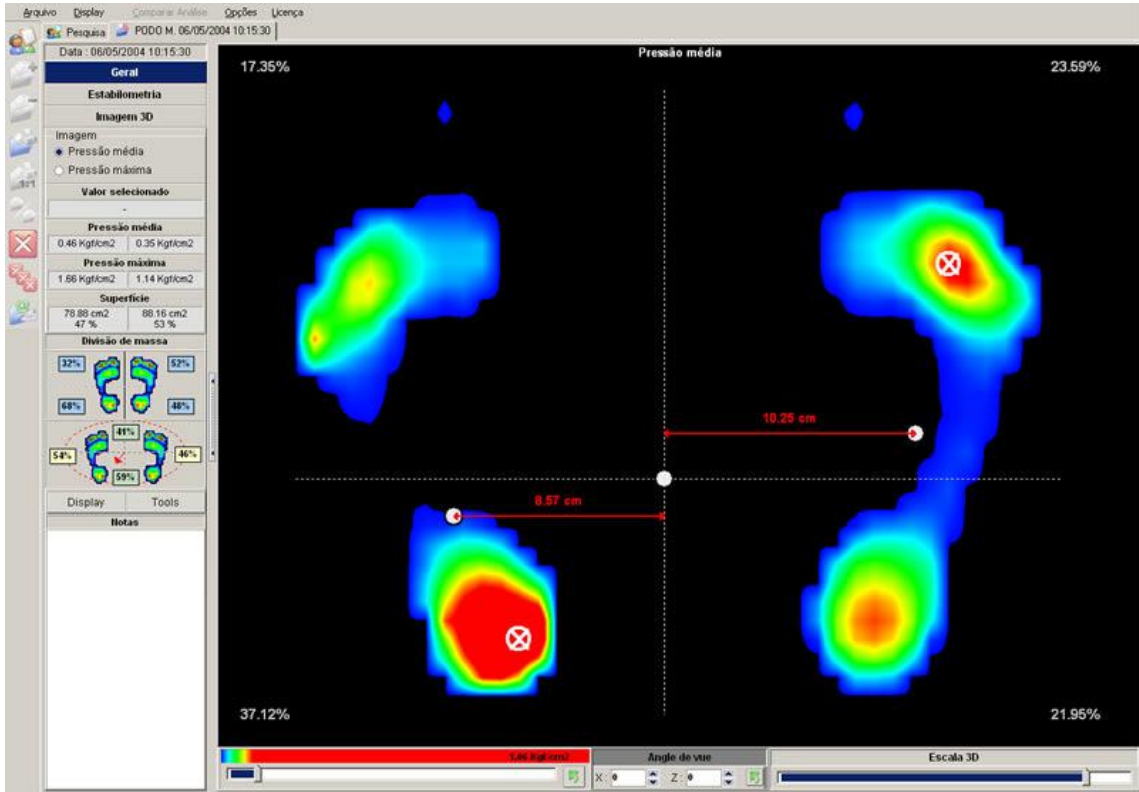 Arquivo Display Comparar Análise Opções Licença
Pesquisa PODO M. 06/05/2004 10:15:30
Data : 06/05/2004 10:15:30
Geral
Estabilometria
Imagem 3D
Imagem
Pressão média
Pressão máxima
Valor selecionado
-
Pressão média
0.46 Kgf/cm2 0.35 Kgf/cm2
Pressão máxima
1.66 Kgf/cm2 1.14 Kgf/cm2
Superfície
78.88 cm2 88.16 cm2
47 % 53 %
Divisão de massa
32% 52%
68% 48%
41%
54% 46%
59%
Display Tools
Notas
Pressão média
17.35% 23.59%
10.25 cm
8.57 cm
37.12% 21.95%
Angle de vue
X: 0 Z: 0
Escala 3D